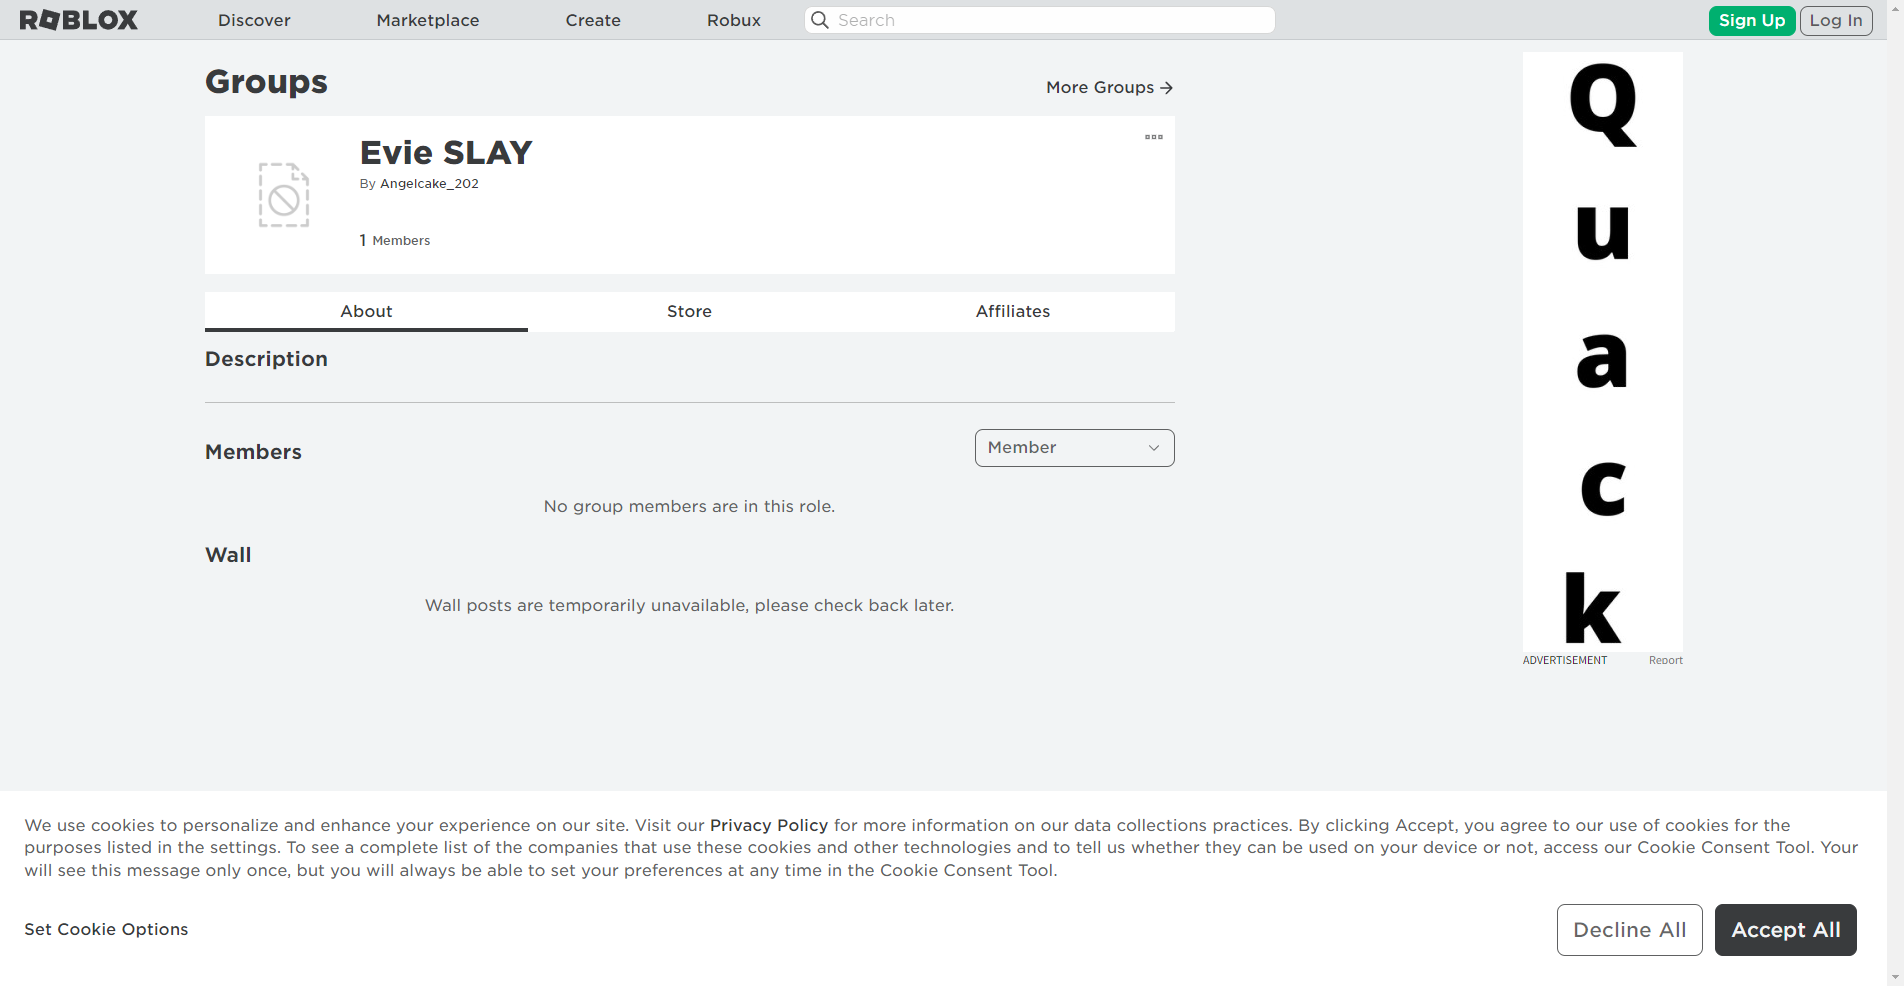 ROBLOX Discover Marketplace Create Robux Search Sign Up Log In
Groups
More Groups
Evie SLAY
By Angelcake_202
1 Members
About Store Affiliates
Description
Members
Member
No group members are in this role.
Wall
Wall posts are temporarily unavailable, please check back later.
Q
u
a
c
k
ADVERTISEMENT Report
We use cookies to personalize and enhance your experience on our site. Visit our Privacy Policy for more information on our data collections practices. By clicking Accept, you agree to our use of cookies for the
purposes listed in the settings. To see a complete list of the companies that use these cookies and other technologies and to tell us whether they can be used on your device or not, access our Cookie Consent Tool. Your
will see this message only once, but you will always be able to set your preferences at any time in the Cookie Consent Tool.
Set Cookie Options
Decline All
Accept All